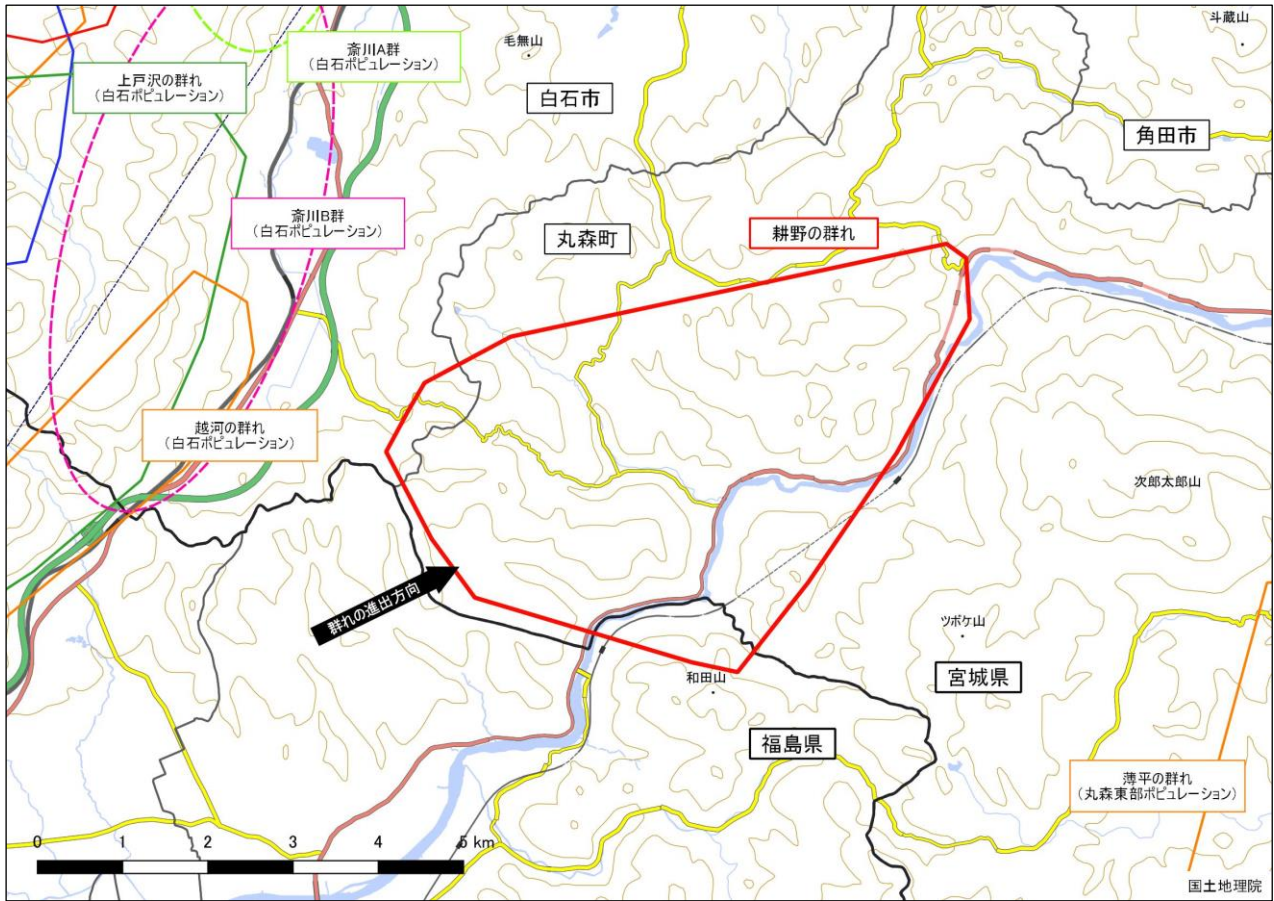 斗蔵山
毛無山
斎川A群
(白石ポピュレーション)
上戸沢の群れ
(白石ポピュレーション)
白石市
角田市
斎川B群
(白石ポピュレーション)
丸森町
耕野の群れ
越河の群れ
(白石ポピュレーション)
次郎太郎山
群れの進出方向
ツボケ山
宮城県
和田山
福島県
薄平の群れ
(丸森東部ポピュレーション)
0 1 2 3 4 5 km
国土地理院